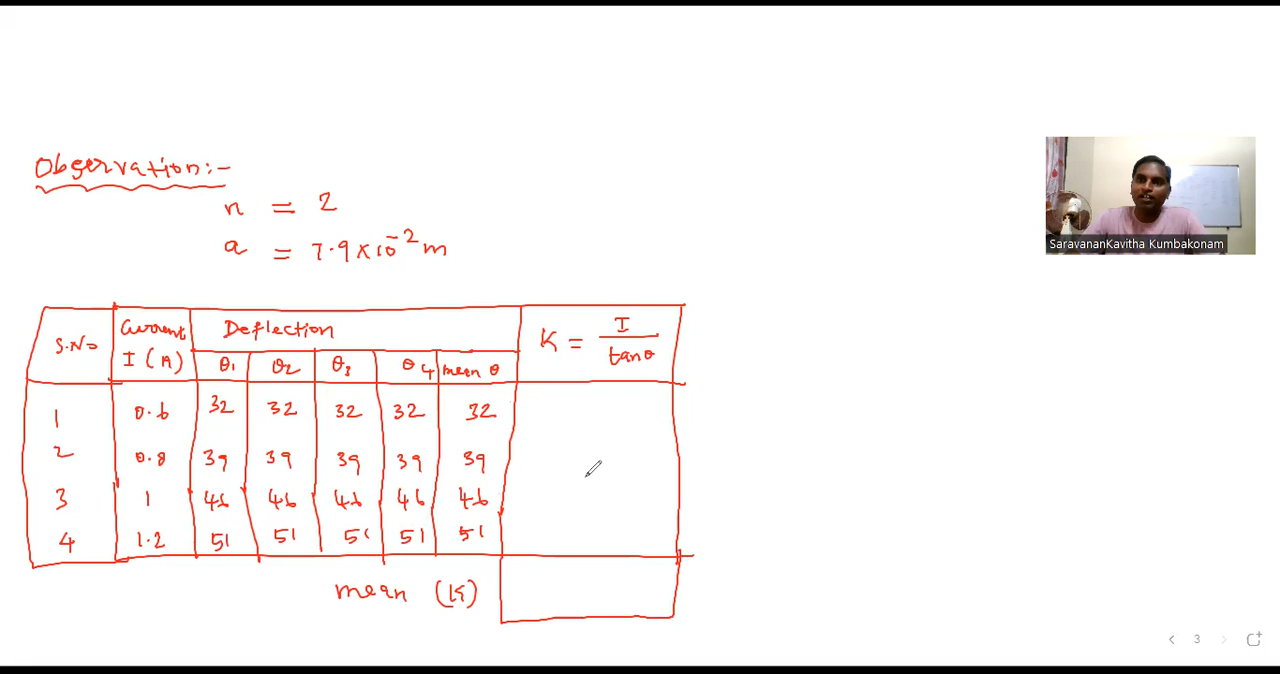 Observation:-
n = 2
a = 7.9×10⁻² m
SaravananKavitha Kumbakonam
S.No Current I (A) Deflection K = I / tanθ
θ₁ θ₂ θ₃ θ₄ mean θ
1 0.6 32 32 32 32 32
2 0.8 39 39 39 39 39
3 1 46 46 46 46 46
4 1.2 51 51 51 51 51
mean (K)
3